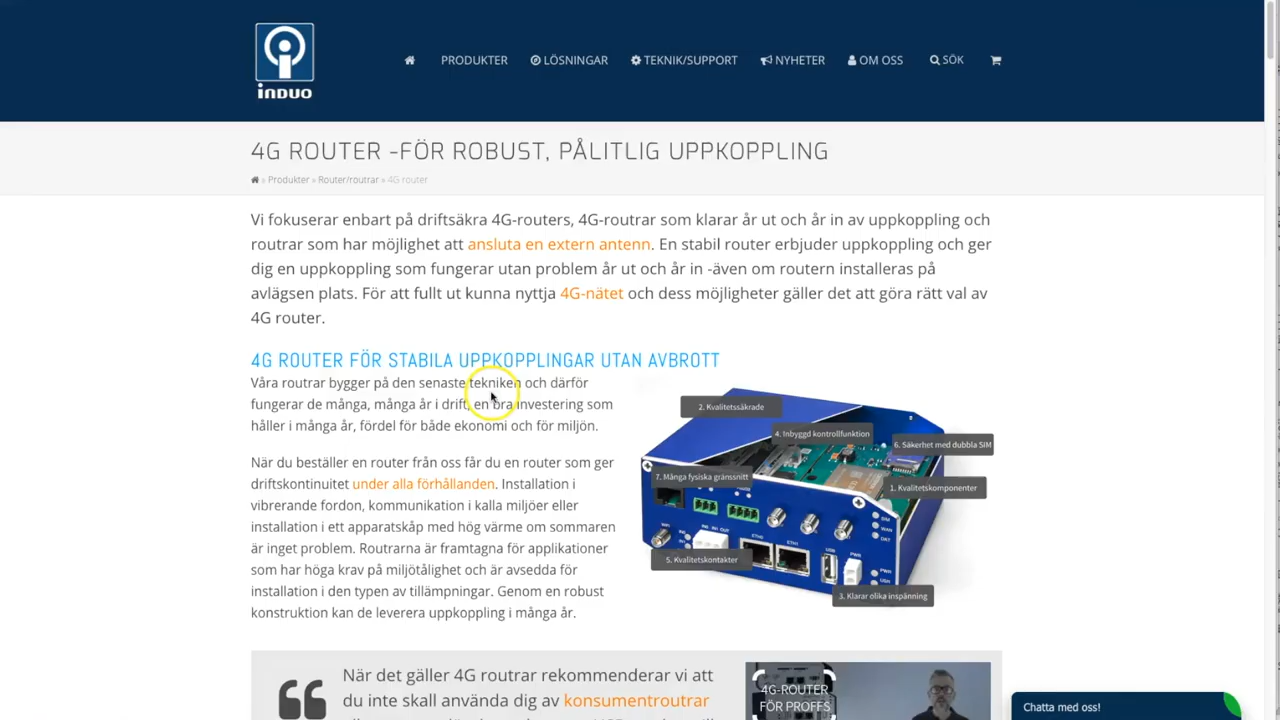 INDUO
PRODUKTER
LÖSNINGAR
TEKNIK/SUPPORT
NYHETER
OM OSS
SÖK
4G ROUTER -FÖR ROBUST, PÅLITLIG UPPKOPPLING
» Produkter » Router/routrar » 4G router
Vi fokuserar enbart på driftsäkra 4G-routers, 4G-routrar som klarar år ut och år in av uppkoppling och
routrar som har möjlighet att ansluta en extern antenn. En stabil router erbjuder uppkoppling och ger
dig en uppkoppling som fungerar utan problem år ut och år in -även om routern installeras på
avlägsen plats. För att fullt ut kunna nyttja 4G-nätet och dess möjligheter gäller det att göra rätt val av
4G router.
4G ROUTER FÖR STABILA UPPKOPPLINGAR UTAN AVBROTT
Våra routrar bygger på den senaste tekniken och därför
fungerar de många, många år i drift, en bra investering som
håller i många år, fördel för både ekonomi och för miljön.
När du beställer en router från oss får du en router som ger
driftskontinuitet under alla förhållanden. Installation i
vibrerande fordon, kommunikation i kalla miljöer eller
installation i ett apparatskåp med hög värme om sommaren
är inget problem. Routrarna är framtagna för applikationer
som har höga krav på miljötålighet och är avsedda för
installation i den typen av tillämpningar. Genom en robust
konstruktion kan de leverera uppkoppling i många år.
2. Kvalitetssäkrade
4. Inbyggd kontrollfunktion
6. Säkerhet med dubbla SIM
7. Många fysiska gränssnitt
1. Kvalitetskomponenter
5. Kvalitetskontakter
3. Klarar olika inspänning
ETH0
ETH1
USB
PWR
SIM
WAN
DAT
PWR
När det gäller 4G routrar rekommenderar vi att
du inte skall använda dig av konsumentroutrar
4G-ROUTER
FÖR PROFFS
Chatta med oss!